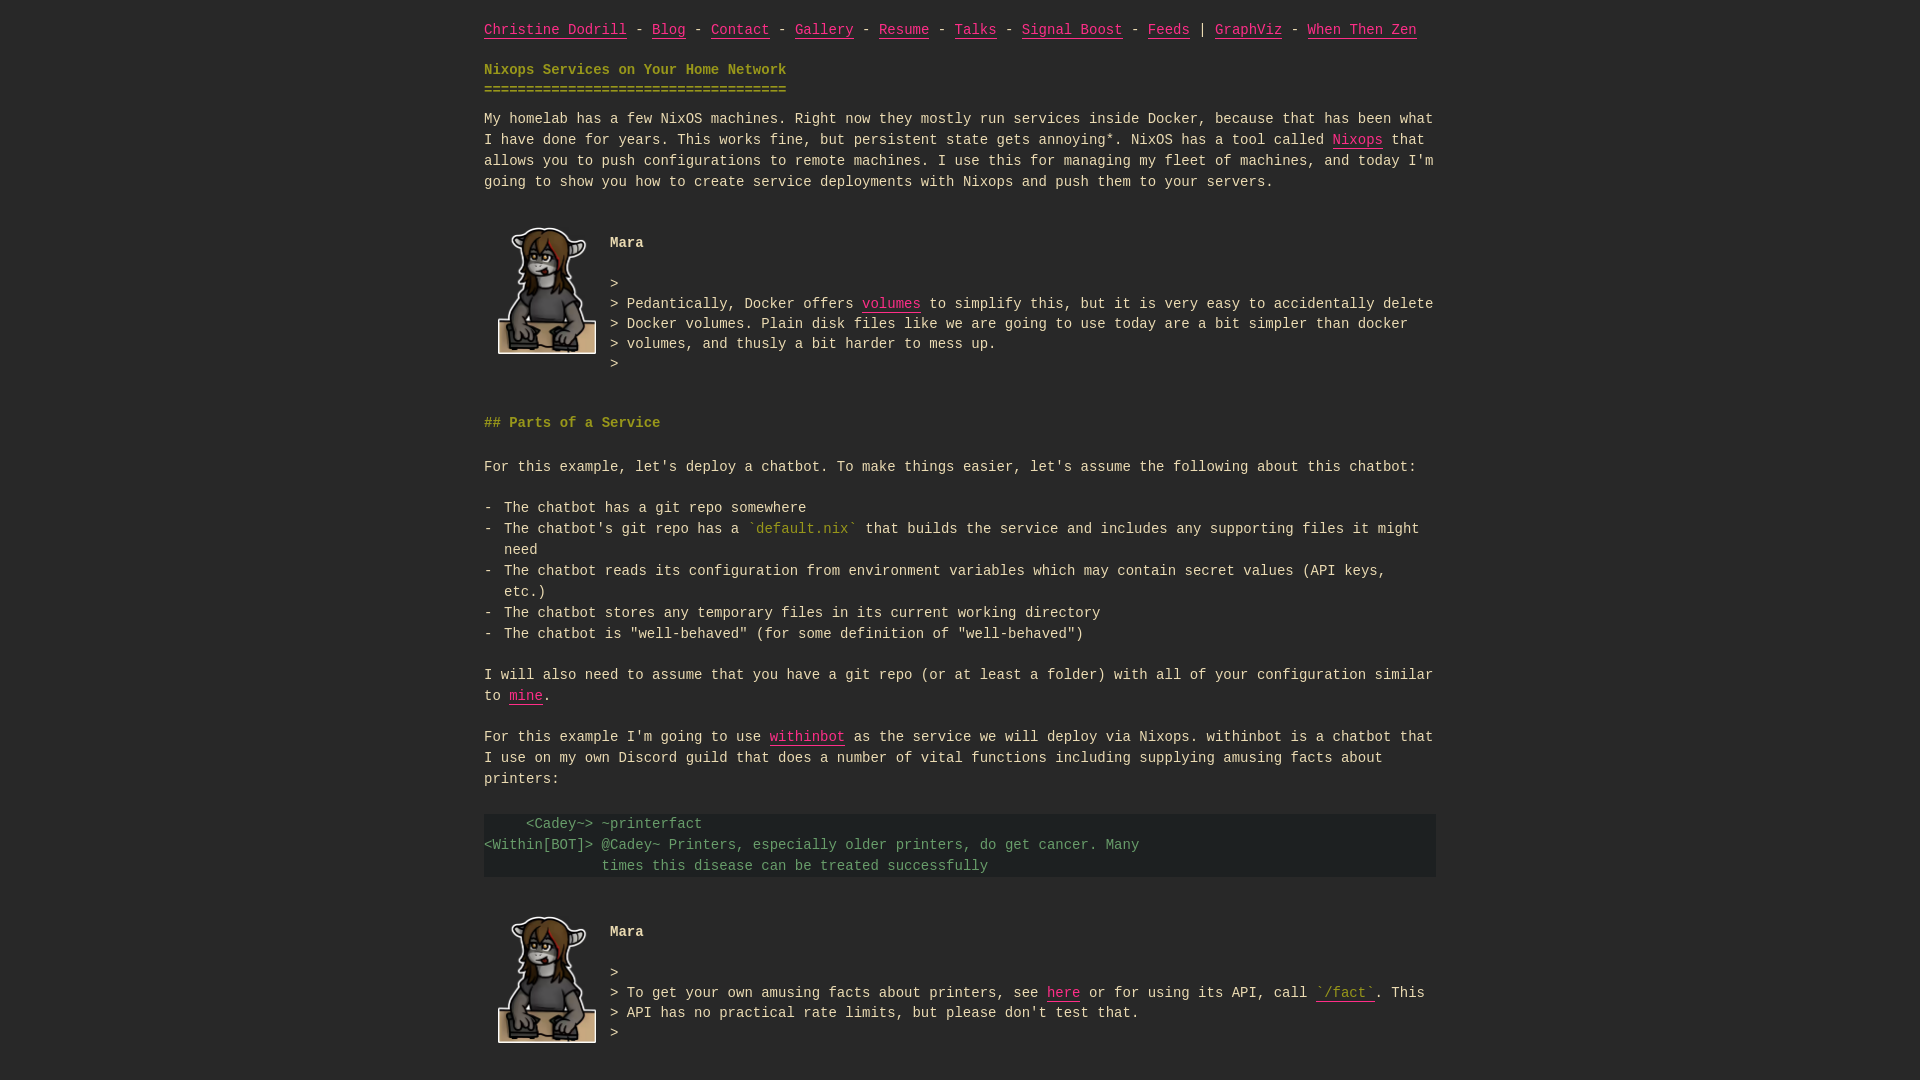 Christine Dodrill - Blog - Contact - Gallery - Resume - Talks - Signal Boost - Feeds | GraphViz - When Then Zen
Nixops Services on Your Home Network
====================================
My homelab has a few NixOS machines. Right now they mostly run services inside Docker, because that has been what
I have done for years. This works fine, but persistent state gets annoying*. NixOS has a tool called Nixops that
allows you to push configurations to remote machines. I use this for managing my fleet of machines, and today I'm
going to show you how to create service deployments with Nixops and push them to your servers.
Mara
>
> Pedantically, Docker offers volumes to simplify this, but it is very easy to accidentally delete
> Docker volumes. Plain disk files like we are going to use today are a bit simpler than docker
> volumes, and thusly a bit harder to mess up.
>
## Parts of a Service
For this example, let's deploy a chatbot. To make things easier, let's assume the following about this chatbot:
- The chatbot has a git repo somewhere
- The chatbot's git repo has a `default.nix` that builds the service and includes any supporting files it might
need
- The chatbot reads its configuration from environment variables which may contain secret values (API keys,
etc.)
- The chatbot stores any temporary files in its current working directory
- The chatbot is "well-behaved" (for some definition of "well-behaved")
I will also need to assume that you have a git repo (or at least a folder) with all of your configuration similar
to mine.
For this example I'm going to use withinbot as the service we will deploy via Nixops. withinbot is a chatbot that
I use on my own Discord guild that does a number of vital functions including supplying amusing facts about
printers:
<Cadey~> ~printerfact
<Within[BOT]> @Cadey~ Printers, especially older printers, do get cancer. Many
times this disease can be treated successfully
Mara
>
> To get your own amusing facts about printers, see here or for using its API, call `/fact`. This
> API has no practical rate limits, but please don't test that.
>